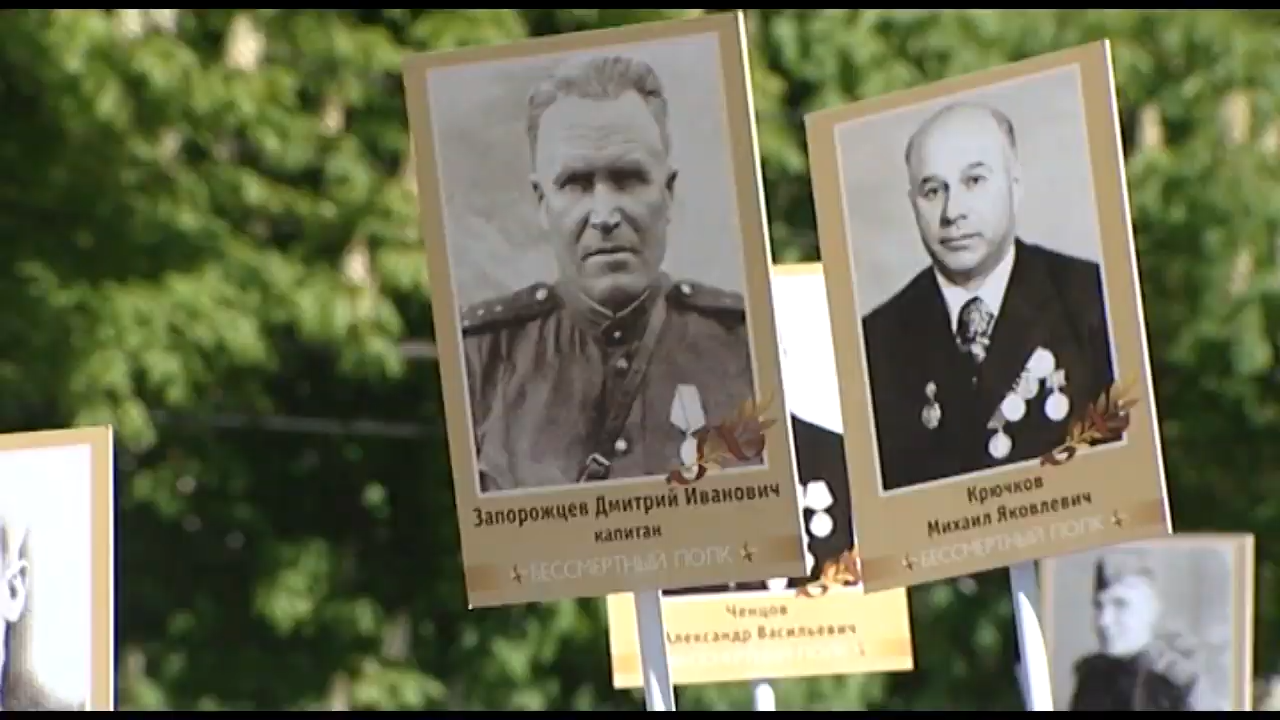 Запорожцев Дмитрий Иванович
капитан
БЕССМЕРТНЫЙ ПОЛК
Крючков
Михаил Яковлевич
БЕССМЕРТНЫЙ ПОЛК
Ченцов
Александр Васильевич